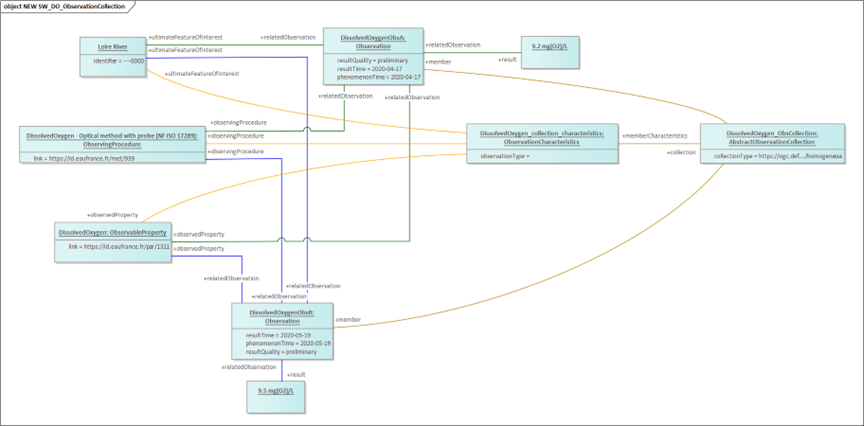 object NEW SW_DO_ObservationCollection
Loire River
identifier = ----0000
+ultimateFeatureOfInterest
+ultimateFeatureOfInterest
+ultimateFeatureOfInterest
+relatedObservation
DissolvedOxygenObsA:
Observation
resultQuality = preliminary
resultTime = 2020-04-17
phenomenonTime = 2020-04-17
+relatedObservation
+result
9.2 mg(O2)/L
+member
+relatedObservation
+relatedObservation
DissolvedOxygen - Optical method with probe (NF ISO 17289):
ObservingProcedure
link = https://id.eaufrance.fr/met/939
+observingProcedure
+observingProcedure
+observingProcedure
DissolvedOxygen_collection_characteristics:
ObservationCharacteristics
observationType =
+memberCharacteristics
+collection
DissolvedOxygen_ObsCollection:
AbstractObservationCollection
collectionType = https://ogc.def.../homogeneous
+observedProperty
DissolvedOxygen: ObservableProperty
link = https://id.eaufrance.fr/par/1311
+observedProperty
+observedProperty
+relatedObservation
+relatedObservation
+relatedObservation
DissolvedOxygenObsB:
Observation
resultTime = 2020-05-19
phenomenonTime = 2020-05-19
resultQuality = preliminary
+member
+relatedObservation
+result
9.5 mg(O2)/L